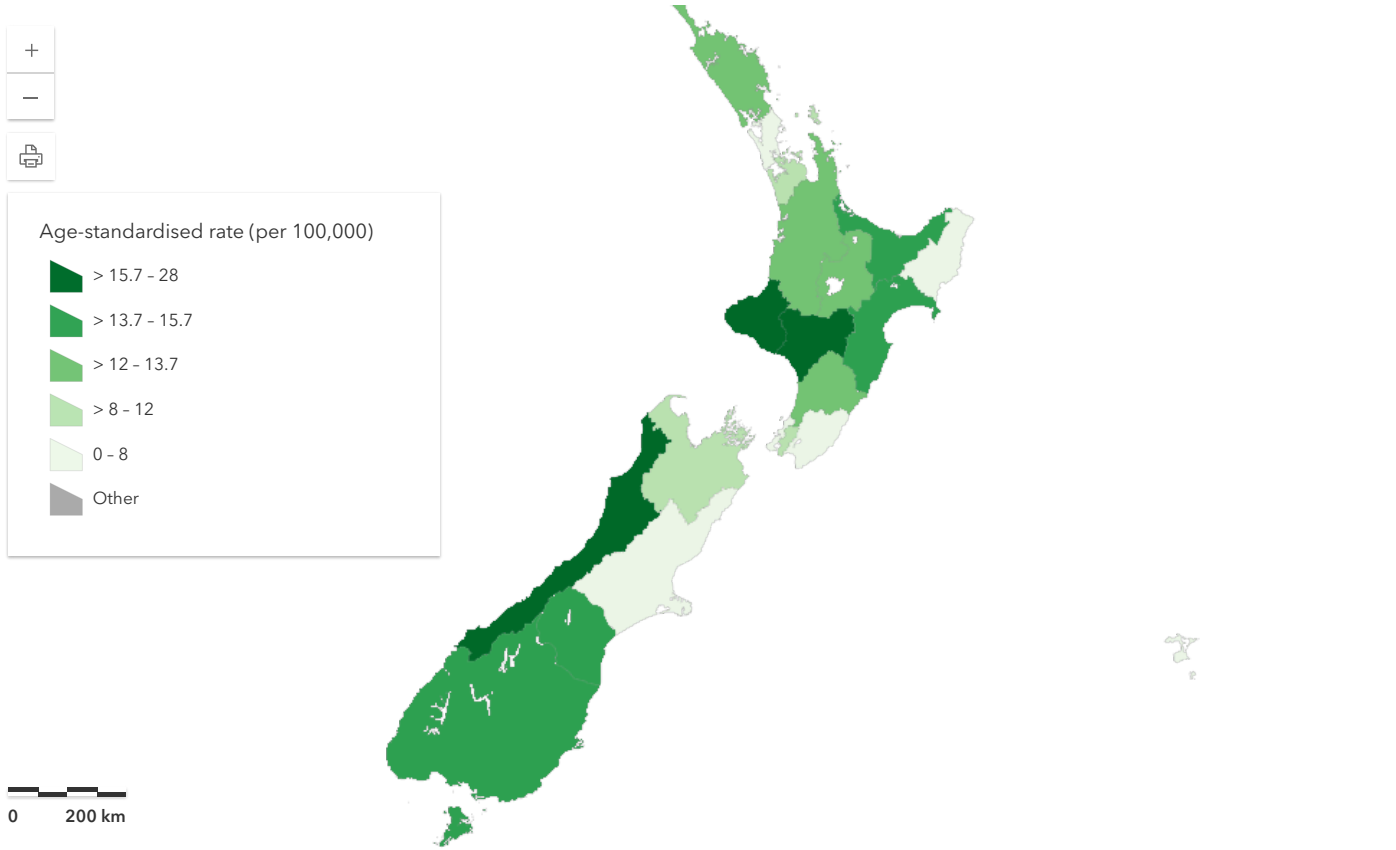 +
−
Age-standardised rate (per 100,000)
> 15.7 – 28
> 13.7 – 15.7
> 12 – 13.7
> 8 – 12
0 – 8
Other
0 200 km